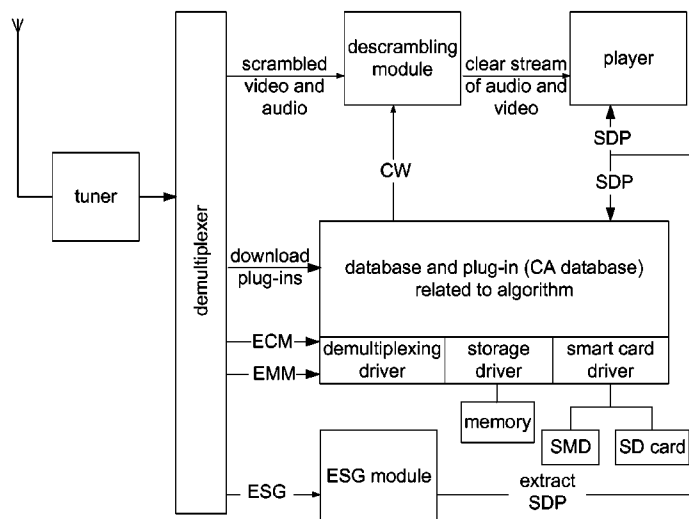 descrambling
module
player
scrambled
video and
audio
clear stream
of audio and
video
SDP
SDP
CW
tuner
demultiplexer
download
plug-ins
database and plug-in (CA database)
related to algorithm
ECM
EMM
demultiplexing
driver
storage
driver
smart card
driver
memory
SMD
SD card
ESG
ESG module
extract
SDP